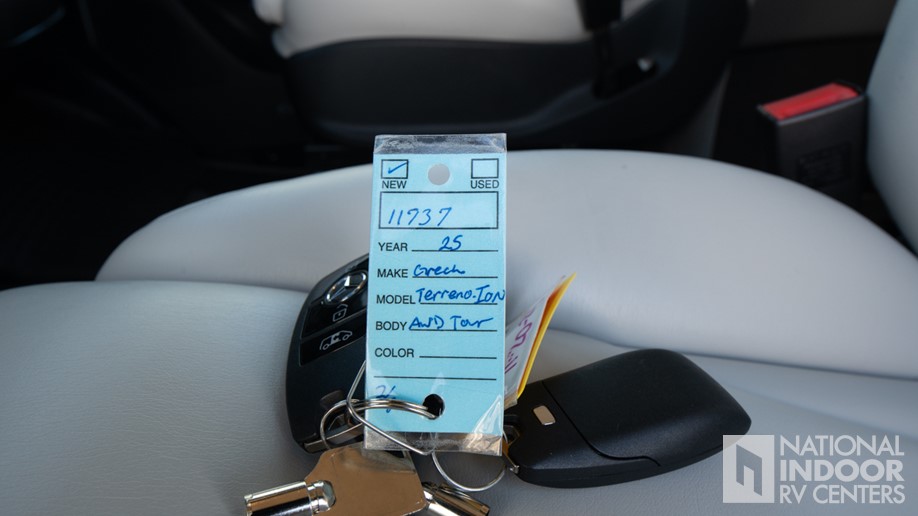 NEW USED
11737
YEAR 25
MAKE Grech
MODEL Terreno-Ion
BODY AWD Tour
COLOR
NATIONAL
INDOOR
RV CENTERS